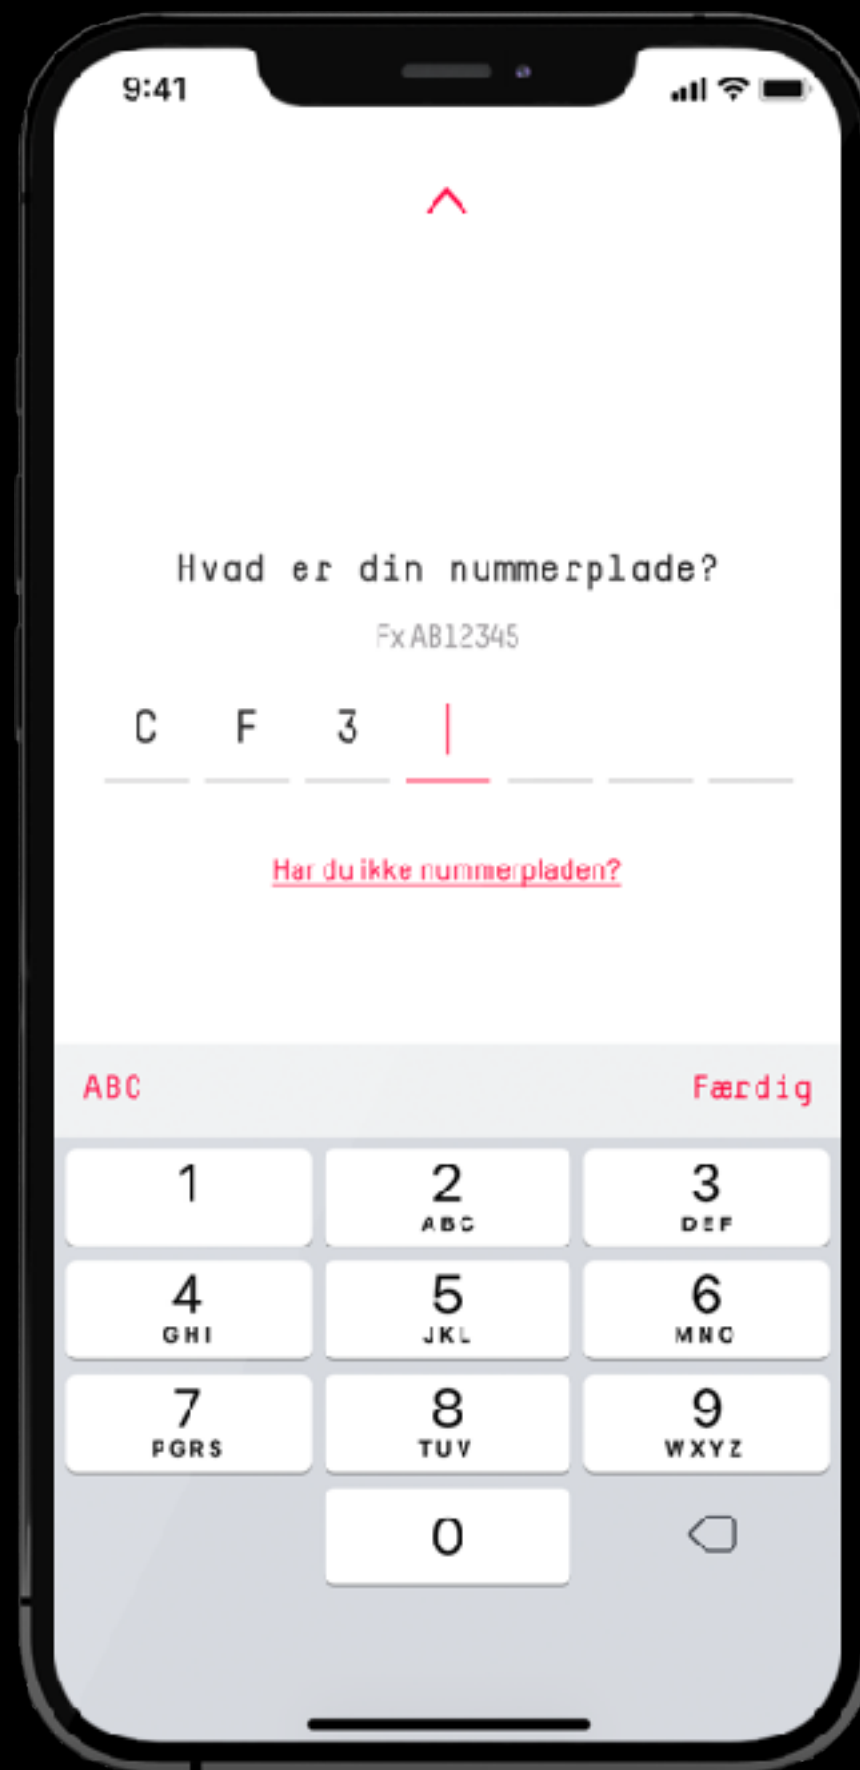 9:41
Hvad er din nummerplade?
Fx AB12345
C F 3
Har du ikke nummerpladen?
ABC Færdig
1 2 3
ABC DEF
4 5 6
GHI JKL MNO
7 8 9
PGRS TUV WXYZ
0